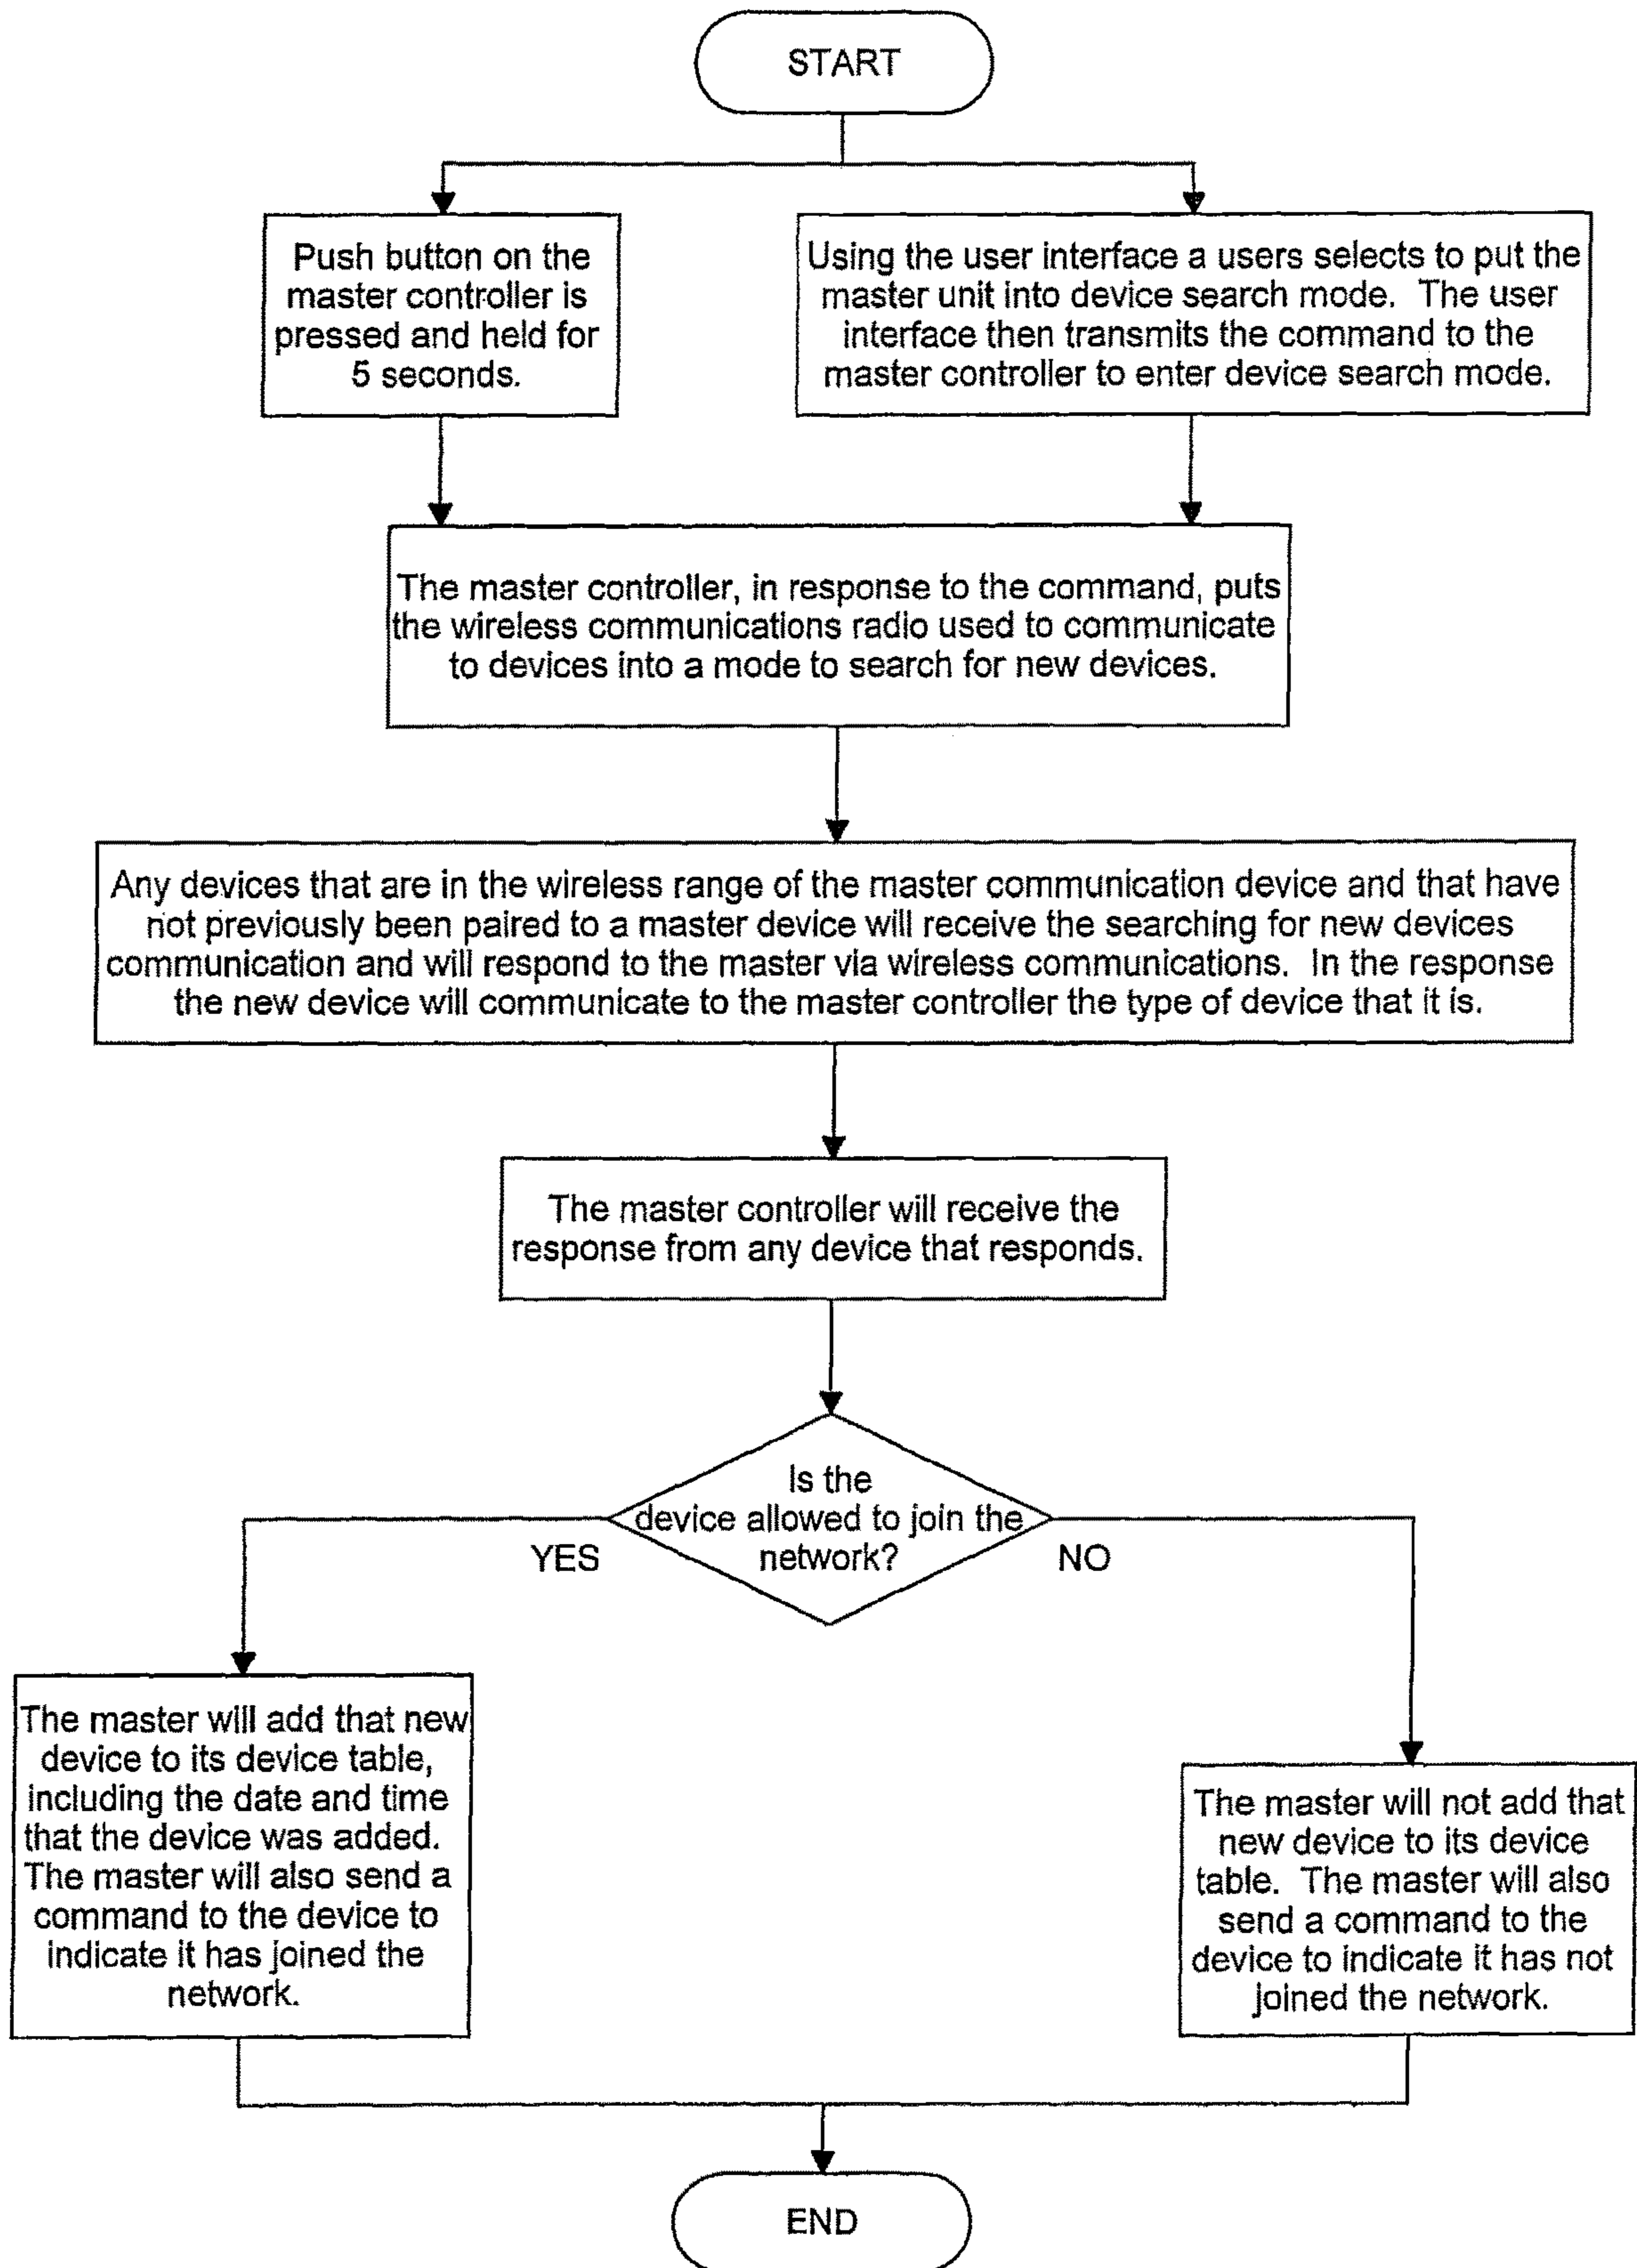 START
Push button on the
master controller is
pressed and held for
5 seconds.
Using the user interface a users selects to put the
master unit into device search mode. The user
interface then transmits the command to the
master controller to enter device search mode.
The master controller, in response to the command, puts
the wireless communications radio used to communicate
to devices into a mode to search for new devices.
Any devices that are in the wireless range of the master communication device and that have
not previously been paired to a master device will receive the searching for new devices
communication and will respond to the master via wireless communications. In the response
the new device will communicate to the master controller the type of device that it is.
The master controller will receive the
response from any device that responds.
Is the
device allowed to join the
network?
YES
NO
The master will add that new
device to its device table,
including the date and time
that the device was added.
The master will also send a
command to the device to
indicate it has joined the
network.
The master will not add that
new device to its device
table. The master will also
send a command to the
device to indicate it has not
joined the network.
END